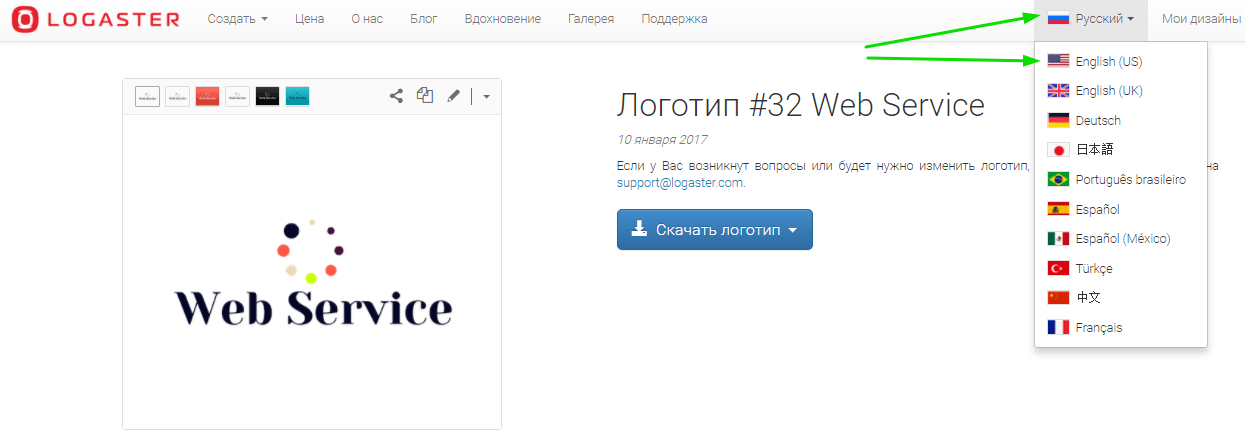 LOGASTER
Создать Цена О нас Блог Вдохновение Галерея Поддержка Русский Мои дизайны
Web Service
Логотип #32 Web Service
10 января 2017
Если у Вас возникнут вопросы или будет нужно изменить логотип, на
support@logaster.com.
Скачать логотип
English (US)
English (UK)
Deutsch
日本語
Português brasileiro
Español
Español (México)
Türkçe
中文
Français